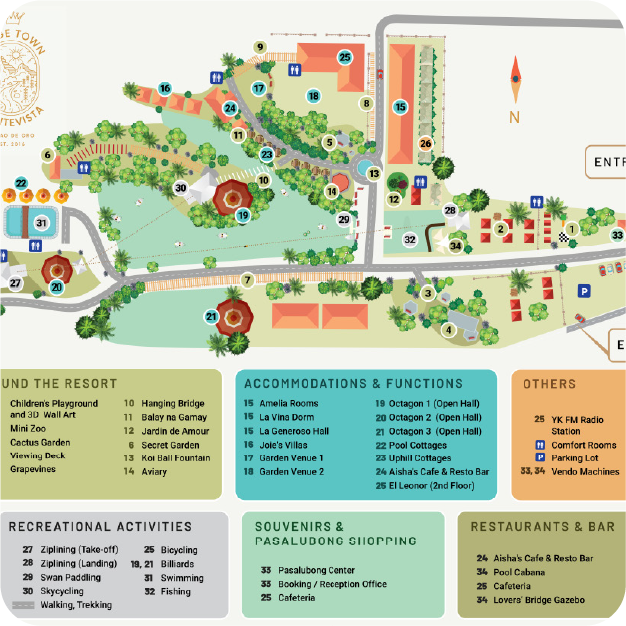 GE TOWN
NTEVISTA
EST. 2016
9
25
16
17
18
24
8
15
11
5
26
6
23
13
22
30
10
14
12
19
29
28
31
32
34
2
1
33
27
20
7
3
P
21
4
N
ENTR
E
UND THE RESORT
Children's Playground
and 3D Wall Art
Mini Zoo
Cactus Garden
Viewing Deck
Grapevines
10 Hanging Bridge
11 Balay na Gamay
12 Jardin de Amour
6 Secret Garden
13 Koi Ball Fountain
14 Aviary
ACCOMMODATIONS & FUNCTIONS
15 Amelia Rooms
15 La Vina Dorm
15 La Generoso Hall
16 Joie's Villas
17 Garden Venue 1
18 Garden Venue 2
19 Octagon 1 (Open Hall)
20 Octagon 2 (Open Hall)
21 Octagon 3 (Open Hall)
22 Pool Cottages
23 Uphill Cottages
24 Aisha's Cafe & Resto Bar
25 El Leonor (2nd Floor)
OTHERS
25 YK FM Radio
Station
Comfort Rooms
P Parking Lot
33, 34 Vendo Machines
RECREATIONAL ACTIVITIES
27 Ziplining (Take-off)
28 Ziplining (Landing)
29 Swan Paddling
30 Skycycling
Walking, Trekking
25 Bicycling
19, 21 Billiards
31 Swimming
32 Fishing
SOUVENIRS &
PASALUDONG SHOPPING
33 Pasalubong Center
33 Booking / Reception Office
25 Cafeteria
RESTAURANTS & BAR
24 Aisha's Cafe & Resto Bar
34 Pool Cabana
25 Cafeteria
34 Lovers' Bridge Gazebo